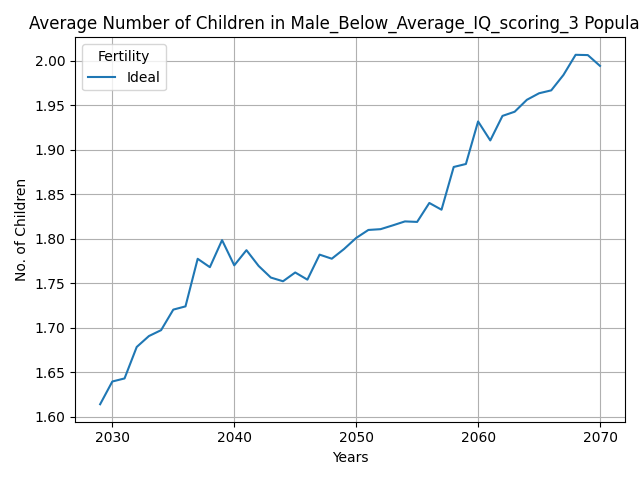 Average Number of Children in Male_Below_Average_IQ_scoring_3 Popula
Fertility
Ideal
No. of Children
2.00
1.95
1.90
1.85
1.80
1.75
1.70
1.65
1.60
2030 2040 2050 2060 2070
Years